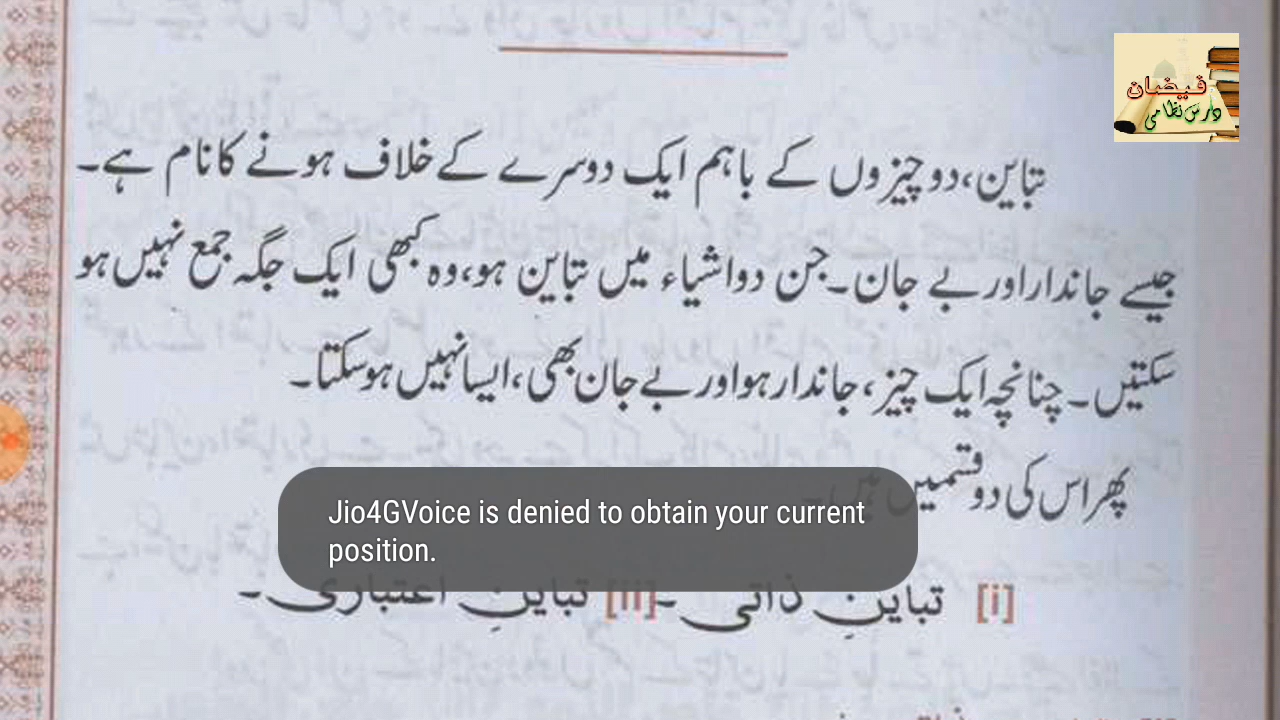 فیضان
درسِ نظامی
تباین، دو چیزوں کے باہم ایک دوسرے کے خلاف ہونے کا نام ہے۔
جیسے جاندار اور بے جان۔ جن دو اشیاء میں تباین ہو، وہ کبھی ایک جگہ جمع نہیں ہو
سکتیں۔ چنانچہ ایک چیز، جاندار ہو اور بے جان بھی، ایسا نہیں ہو سکتا۔
پھر اس کی دو قسمیں ہیں۔
Jio4GVoice is denied to obtain your current
position.
[i] تباینِ ذاتی۔ [ii] تباینِ اعتباری۔